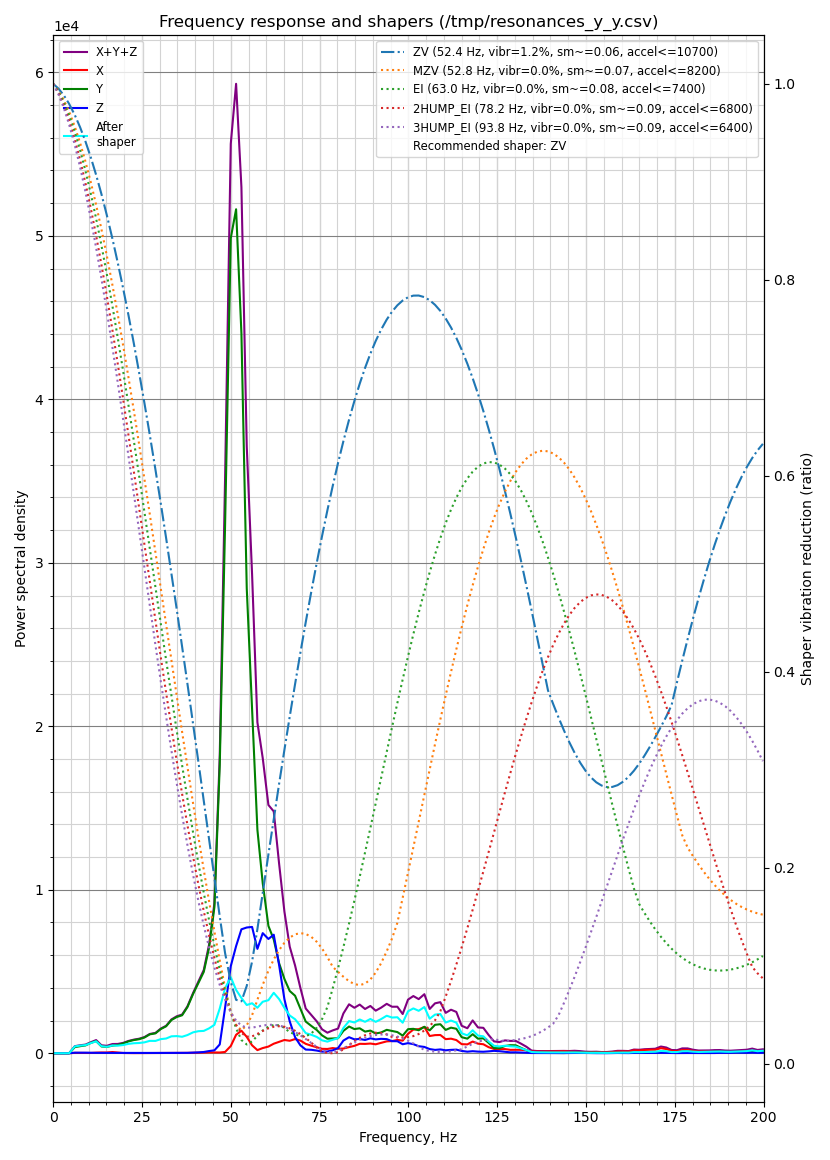 Frequency response and shapers (/tmp/resonances_y_y.csv)
1e4
X+Y+Z
X
Y
Z
After
shaper
ZV (52.4 Hz, vibr=1.2%, sm~=0.06, accel<=10700)
MZV (52.8 Hz, vibr=0.0%, sm~=0.07, accel<=8200)
EI (63.0 Hz, vibr=0.0%, sm~=0.08, accel<=7400)
2HUMP_EI (78.2 Hz, vibr=0.0%, sm~=0.09, accel<=6800)
3HUMP_EI (93.8 Hz, vibr=0.0%, sm~=0.09, accel<=6400)
Recommended shaper: ZV
6
5
4
3
2
1
0
Power spectral density
1.0
0.8
0.6
0.4
0.2
0.0
Shaper vibration reduction (ratio)
0 25 50 75 100 125 150 175 200
Frequency, Hz